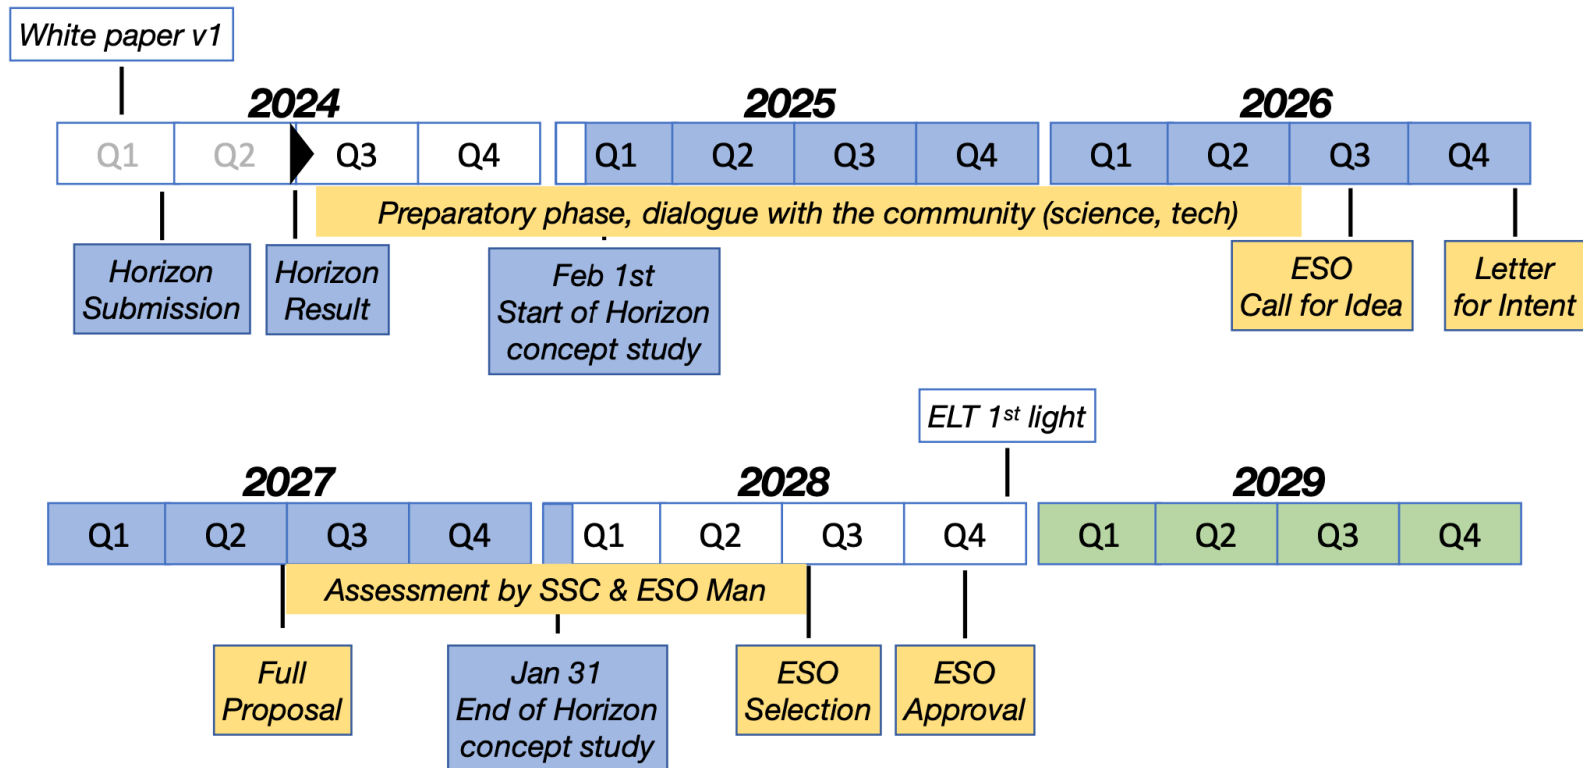 White paper v1
2024
2025
2026
Q1
Q2
Q3
Q4
Q1
Q2
Q3
Q4
Q1
Q2
Q3
Q4
Preparatory phase, dialogue with the community (science, tech)
Horizon
Submission
Horizon
Result
Feb 1st
Start of Horizon
concept study
ESO
Call for Idea
Letter
for Intent
ELT 1st light
2027
2028
2029
Q1
Q2
Q3
Q4
Q1
Q2
Q3
Q4
Q1
Q2
Q3
Q4
Assessment by SSC & ESO Man
Full
Proposal
Jan 31
End of Horizon
concept study
ESO
Selection
ESO
Approval